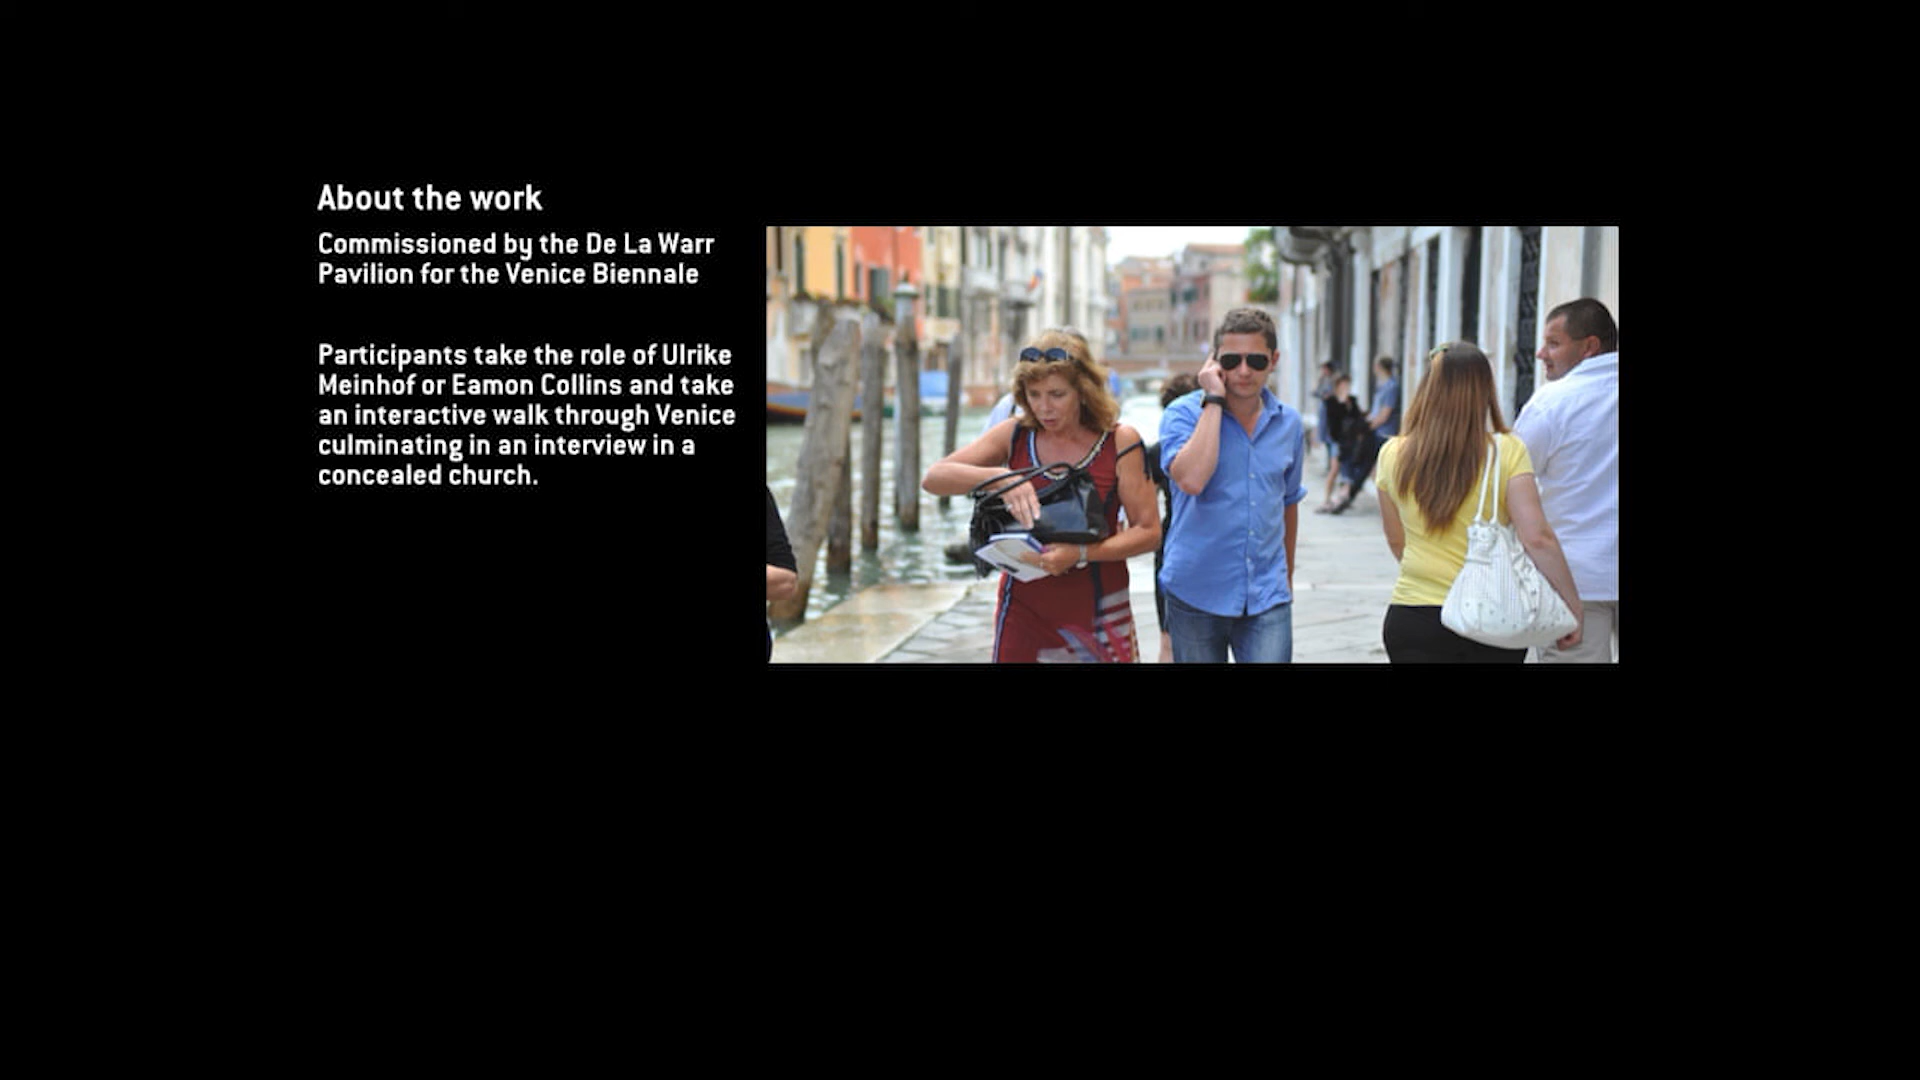 About the work
Commissioned by the De La Warr
Pavilion for the Venice Biennale
Participants take the role of Ulrike
Meinhof or Eamon Collins and take
an interactive walk through Venice
culminating in an interview in a
concealed church.